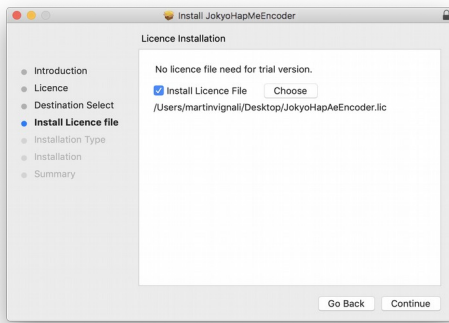 Install JokyoHapMeEncoder
Licence Installation
Introduction
Licence
Destination Select
Install Licence file
Installation Type
Installation
Summary
No licence file need for trial version.
Install Licence File
Choose
/Users/martinvignali/Desktop/JokyoHapAeEncoder.lic
Go Back
Continue